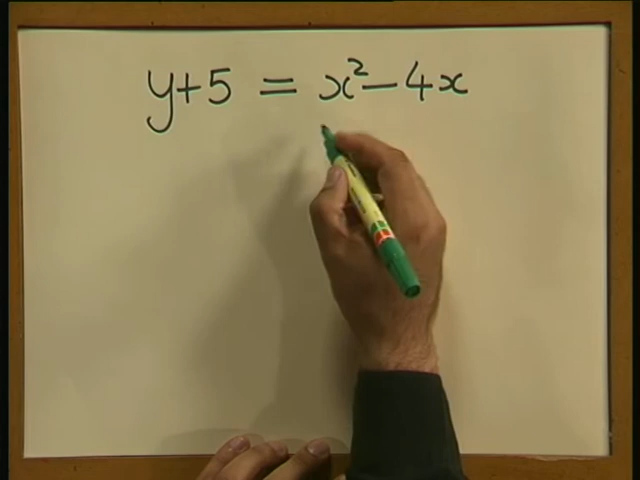 y+5 = x²-4x